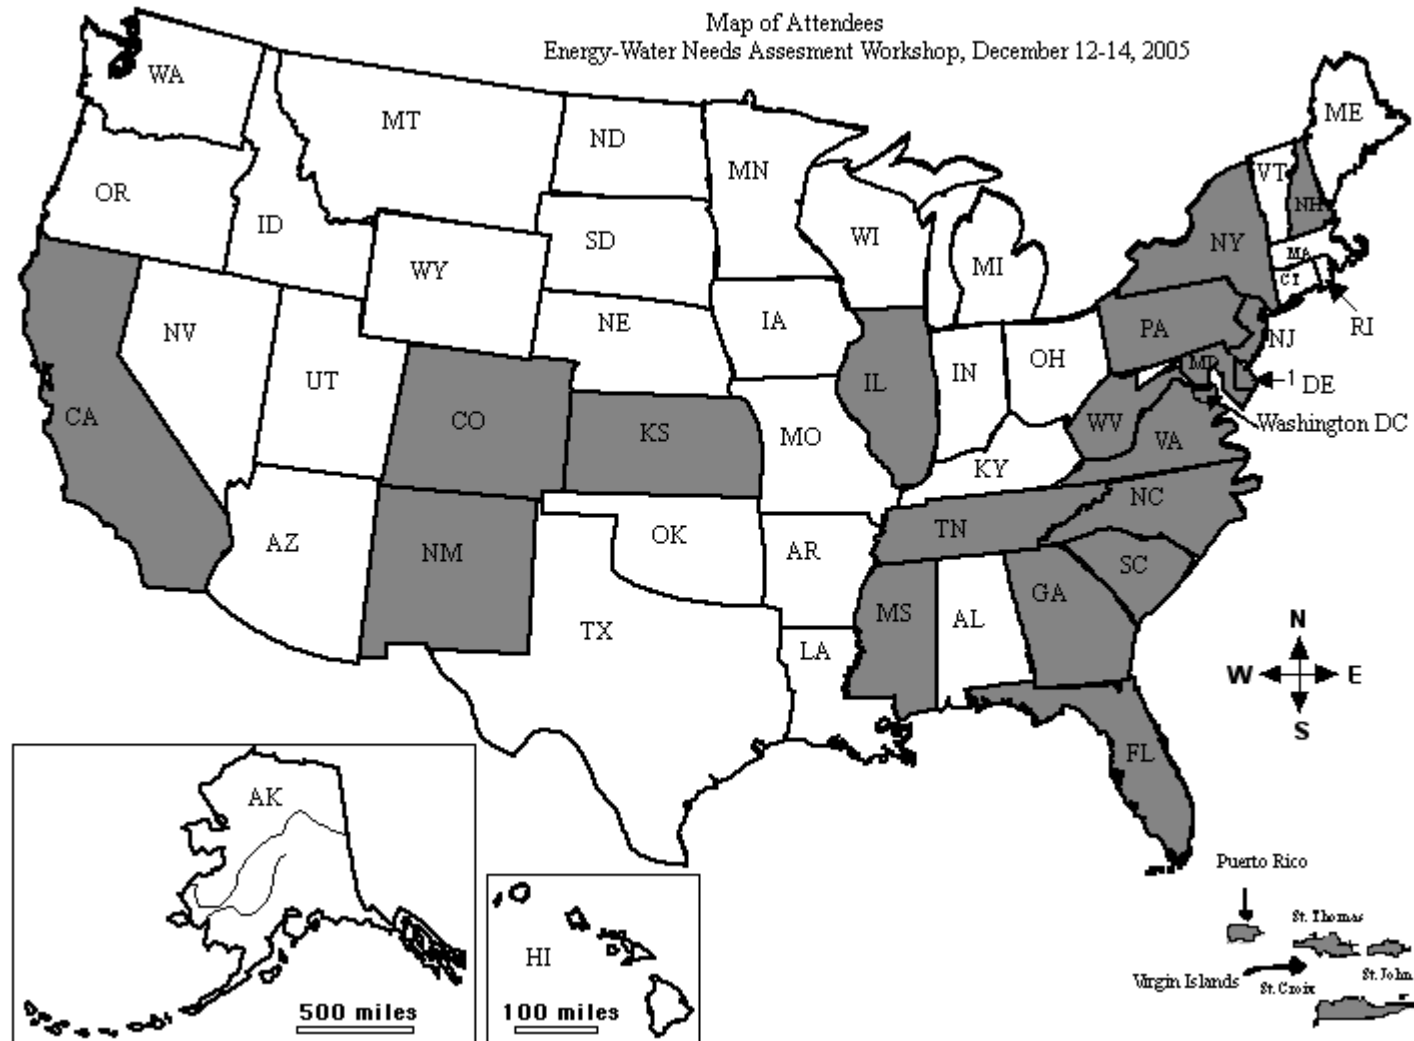 Map of Attendees
Energy-Water Needs Assesment Workshop, December 12-14, 2005
WA
MT
ND
MN
ME
OR
ID
SD
WI
MI
VT
NH
WY
NY
MA
CT
NV
NE
IA
PA
RI
NJ
UT
IL
IN
OH
MD
1 DE
CA
CO
KS
MO
WV
VA
Washington DC
KY
NC
AZ
NM
OK
AR
TN
SC
TX
MS
AL
GA
LA
N
W E
S
FL
AK
HI
500 miles
100 miles
Puerto Rico
St. Thomas
Virgin Islands
St. Croix
St. John